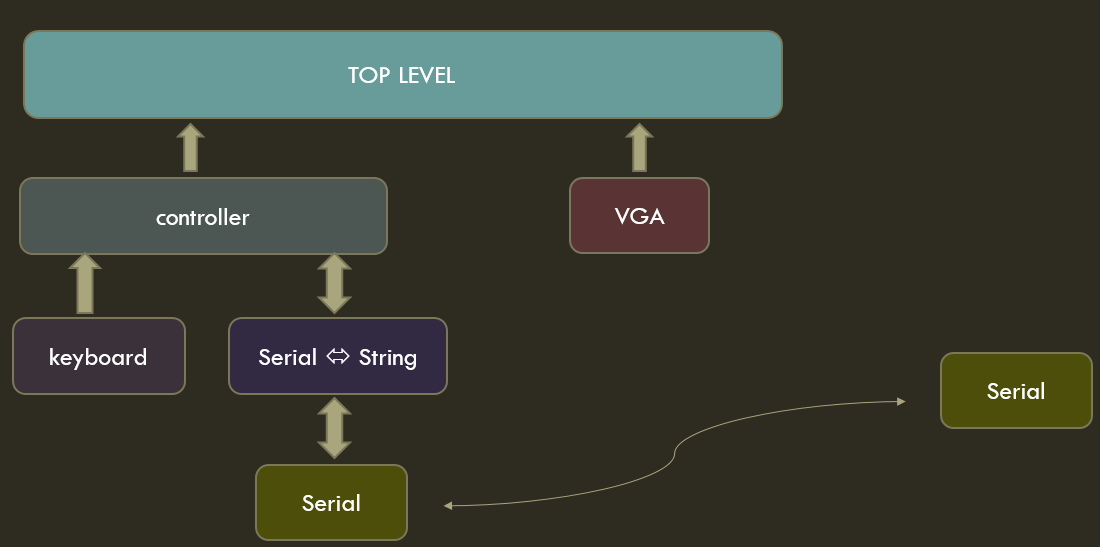 TOP LEVEL
controller
VGA
keyboard
Serial ⬄ String
Serial
Serial